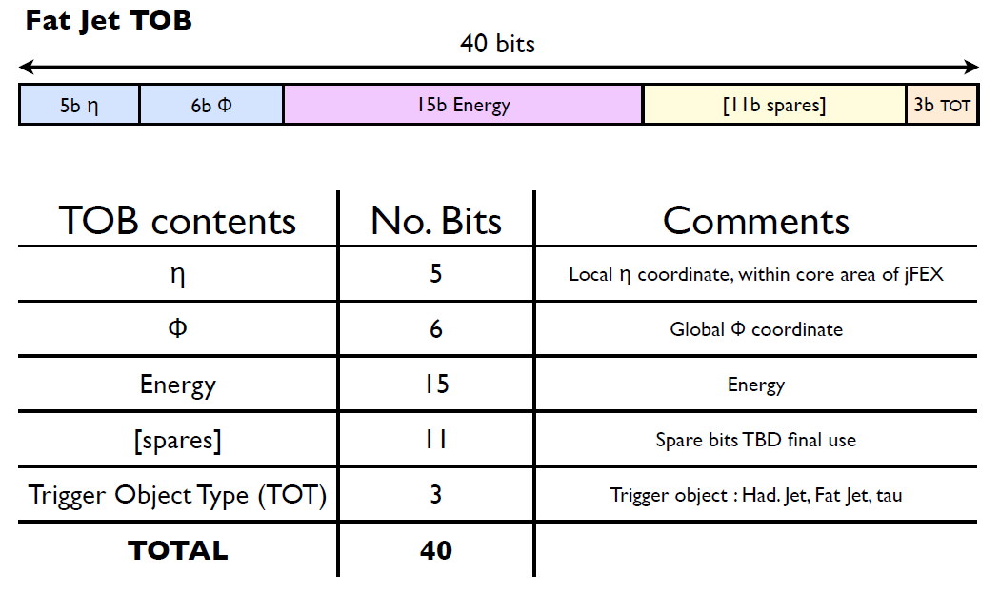 Fat Jet TOB
40 bits
5b η 6b Φ 15b Energy [11b spares] 3b TOT
TOB contents No. Bits Comments
η 5 Local η coordinate, within core area of jFEX
Φ 6 Global Φ coordinate
Energy 15 Energy
[spares] 11 Spare bits TBD final use
Trigger Object Type (TOT) 3 Trigger object : Had. Jet, Fat Jet, tau
TOTAL 40